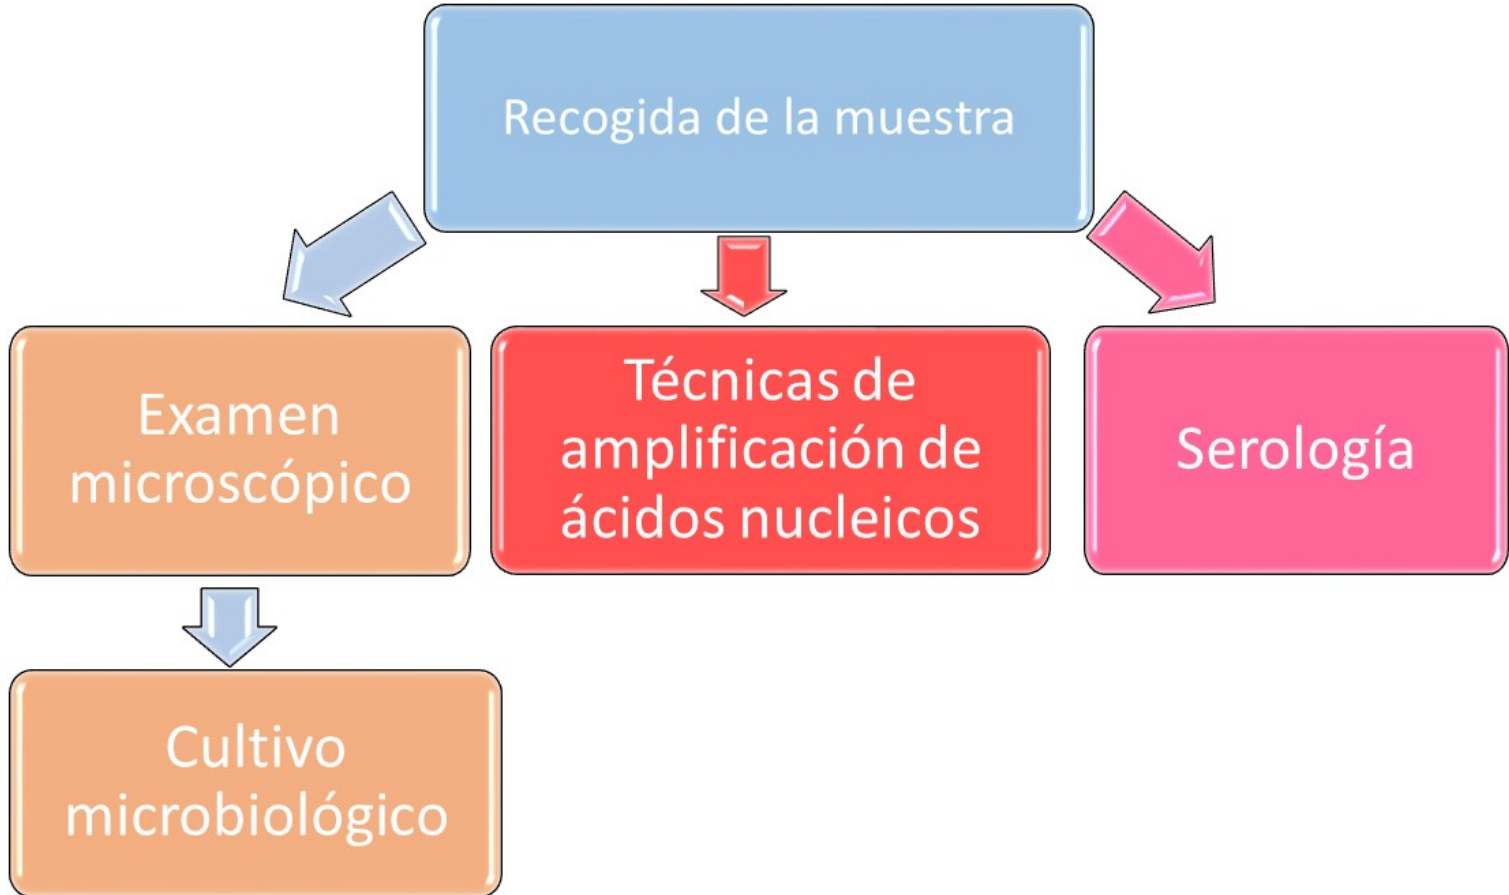 Recogida de la muestra
Examen
microscópico
Técnicas de
amplificación de
ácidos nucleicos
Serología
Cultivo
microbiológico